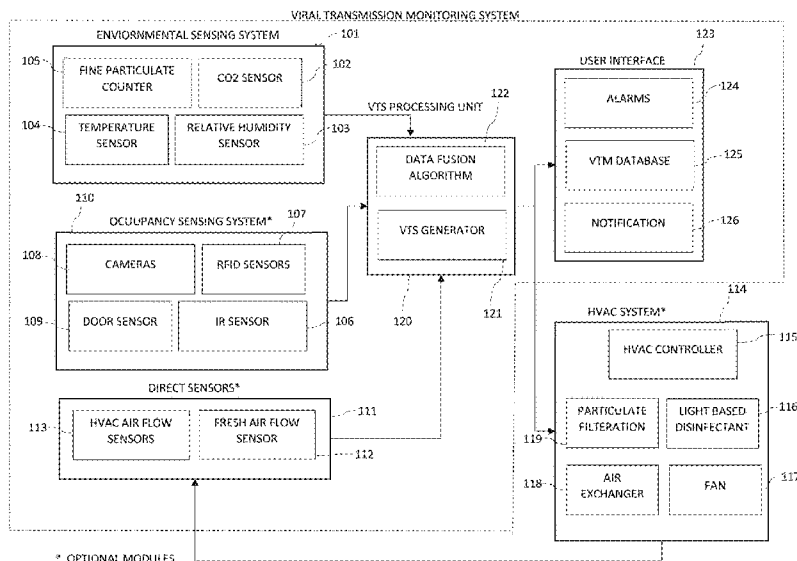 VIRAL TRANSMISSION MONITORING SYSTEM
ENVIORNMENTAL SENSING SYSTEM
101
105
FINE PARTICULATE
COUNTER
CO2 SENSOR
102
104
TEMPERATURE
SENSOR
RELATIVE HUMIDITY
SENSOR
103
VTS PROCESSING UNIT
122
DATA FUSION
ALGORITHM
VTS GENERATOR
120
121
USER INTERFACE
123
ALARMS
124
VTM DATABASE
125
NOTIFICATION
126
110
OCUUPANCY SENSING SYSTEM*
107
108
CAMERAS
RFID SENSORS
109
DOOR SENSOR
IR SENSOR
106
DIRECT SENSORS*
111
113
HVAC AIR FLOW
SENSORS
FRESH AIR FLOW
SENSOR
112
HVAC SYSTEM*
114
HVAC CONTROLLER
115
PARTICULATE
FILTERATION
119
LIGHT BASED
DISINFECTANT
116
118
AIR
EXCHANGER
FAN
117
* OPTIONAL MODULES